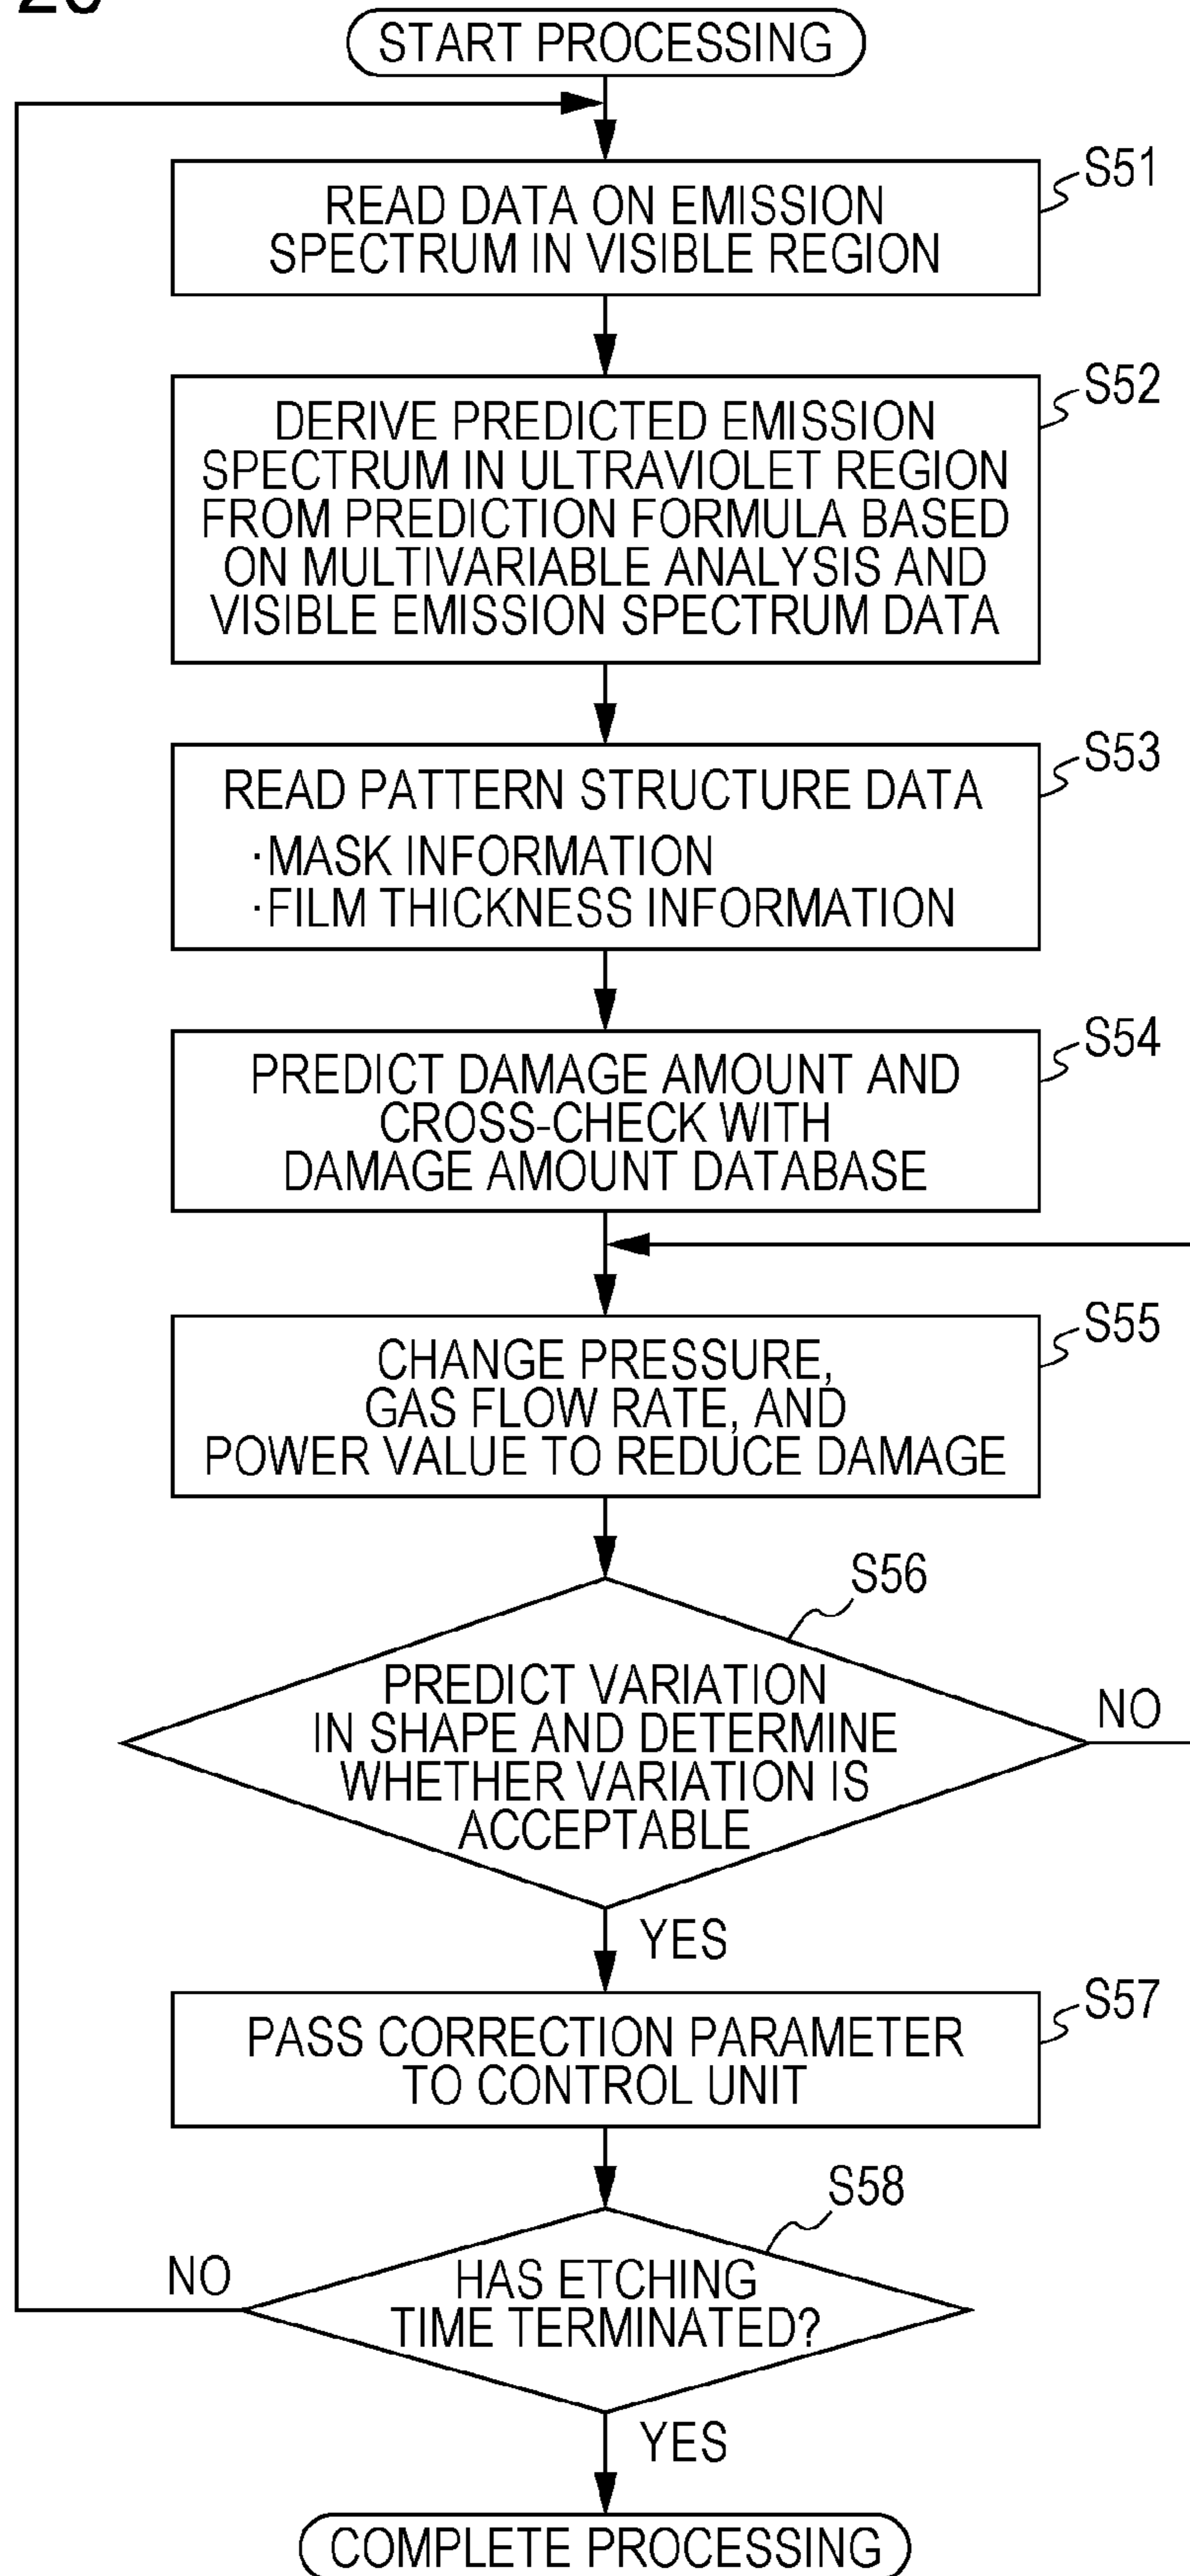 START PROCESSING
S51
READ DATA ON EMISSION
SPECTRUM IN VISIBLE REGION
S52
DERIVE PREDICTED EMISSION
SPECTRUM IN ULTRAVIOLET REGION
FROM PREDICTION FORMULA BASED
ON MULTIVARIABLE ANALYSIS AND
VISIBLE EMISSION SPECTRUM DATA
S53
READ PATTERN STRUCTURE DATA
·MASK INFORMATION
·FILM THICKNESS INFORMATION
S54
PREDICT DAMAGE AMOUNT AND
CROSS-CHECK WITH
DAMAGE AMOUNT DATABASE
S55
CHANGE PRESSURE,
GAS FLOW RATE, AND
POWER VALUE TO REDUCE DAMAGE
S56
PREDICT VARIATION
IN SHAPE AND DETERMINE
WHETHER VARIATION IS
ACCEPTABLE
NO
YES
S57
PASS CORRECTION PARAMETER
TO CONTROL UNIT
S58
NO
HAS ETCHING
TIME TERMINATED?
YES
COMPLETE PROCESSING